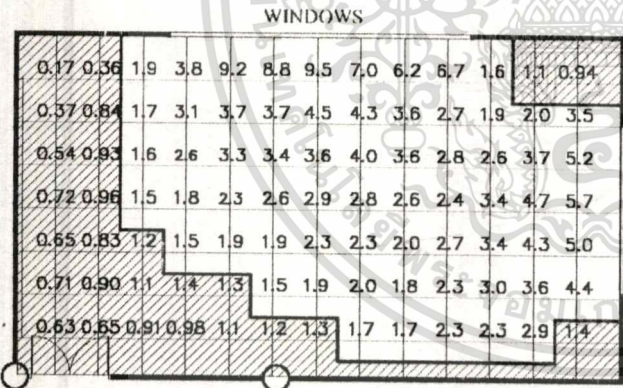 WINDOWS
0.17 0.36 1.9 3.8 9.2 8.8 9.5 7.0 6.2 6.7 1.6 1.1 0.94
0.37 0.84 1.7 3.1 3.7 3.7 4.5 4.3 3.6 2.7 1.9 2.0 3.5
0.54 0.93 1.6 2.6 3.3 3.4 3.6 4.0 3.6 2.8 2.6 3.7 5.2
0.72 0.96 1.5 1.8 2.3 2.6 2.9 2.8 2.6 2.4 3.4 4.7 5.7
0.65 0.83 1.2 1.5 1.9 1.9 2.3 2.3 2.0 2.7 3.4 4.3 5.0
0.71 0.90 1.1 1.4 1.3 1.5 1.9 2.0 1.8 2.3 3.0 3.6 4.4
0.63 0.65 0.91 0.98 1.1 1.2 1.3 1.7 1.7 2.3 2.3 2.9 1.4